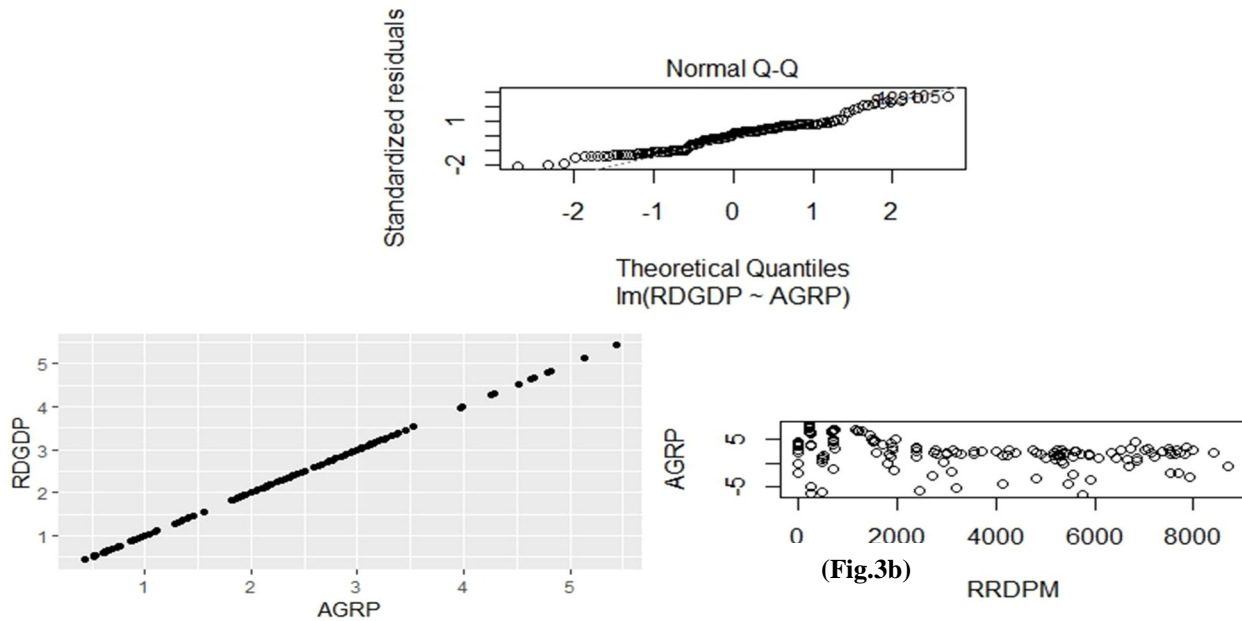 Normal Q-Q
Standardized residuals
1
-2
-2 -1 0 1 2
Theoretical Quantiles
lm(RDGDP ~ AGRP)
RDGDP
5
4
3
2
1
1 2 3 4 5
AGRP
AGRP
5
-5
0 2000 4000 6000 8000
(Fig.3b)
RRDPM